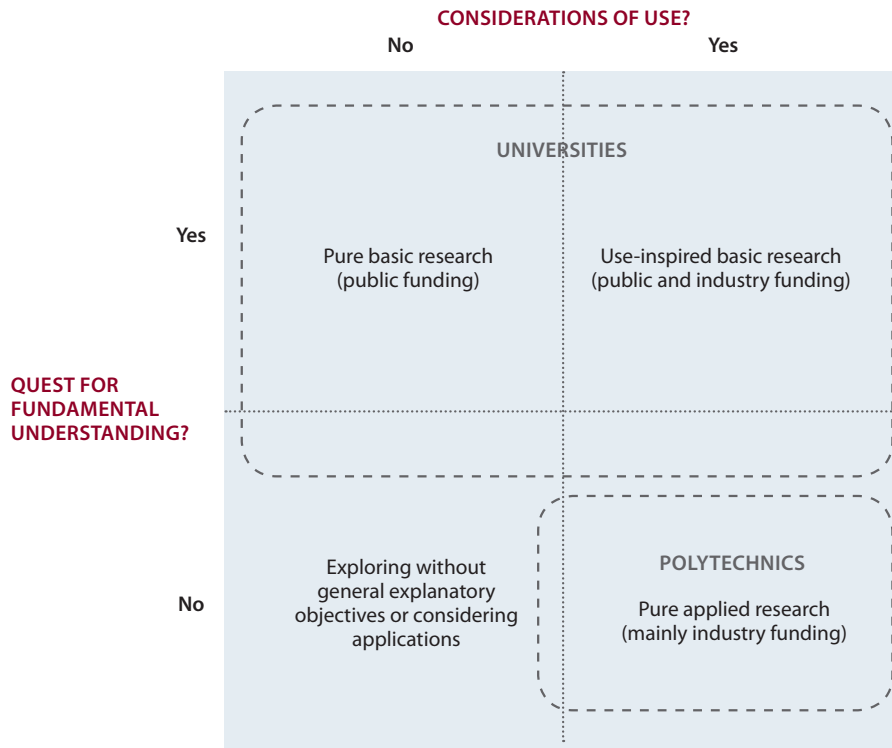 CONSIDERATIONS OF USE?
No
Yes
UNIVERSITIES
Yes
Pure basic research
(public funding)
Use-inspired basic research
(public and industry funding)
QUEST FOR
FUNDAMENTAL
UNDERSTANDING?
No
Exploring without
general explanatory
objectives or considering
applications
POLYTECHNICS
Pure applied research
(mainly industry funding)